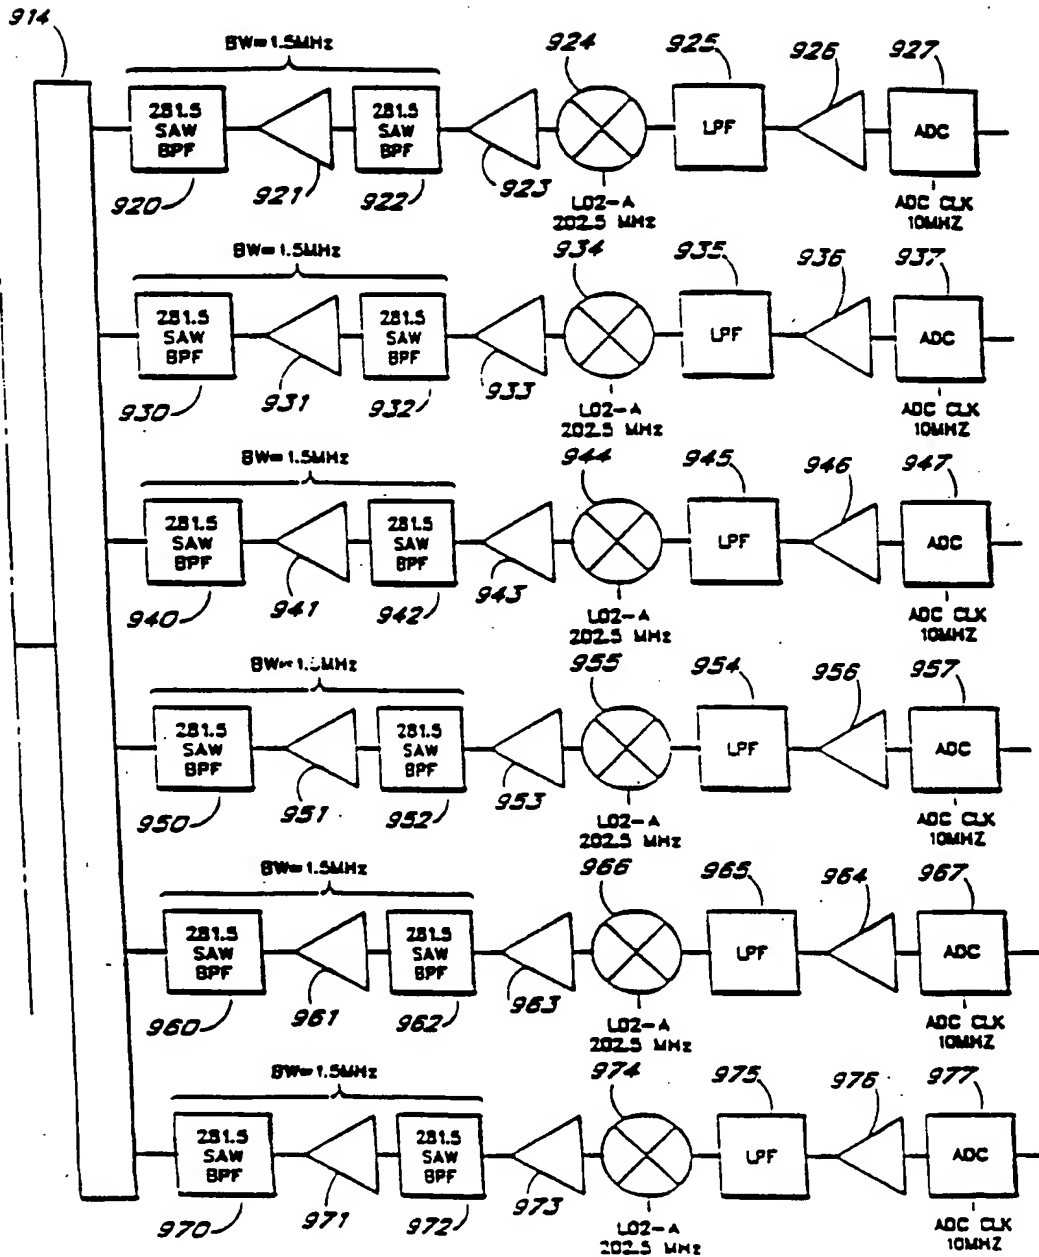 914
BW=1.5MHz
924 925 926 927
281.5 SAW BPF
281.5 SAW BPF
LPF
ADC
920 921 922 923
LO2-A 202.5 MHz
ADC CLK 10MHZ
BW=1.5MHz
934 935 936 937
281.5 SAW BPF
281.5 SAW BPF
LPF
ADC
930 931 932 933
LO2-A 202.5 MHz
ADC CLK 10MHZ
BW=1.5MHz
944 945 946 947
281.5 SAW BPF
281.5 SAW BPF
LPF
ADC
940 941 942 943
LO2-A 202.5 MHz
ADC CLK 10MHZ
BW=1.5MHz
955 954 956 957
281.5 SAW BPF
281.5 SAW BPF
LPF
ADC
950 951 952 953
LO2-A 202.5 MHz
ADC CLK 10MHZ
BW=1.5MHz
966 965 964 967
281.5 SAW BPF
281.5 SAW BPF
LPF
ADC
960 961 962 963
LO2-A 202.5 MHz
ADC CLK 10MHZ
BW=1.5MHz
974 975 976 977
281.5 SAW BPF
281.5 SAW BPF
LPF
ADC
970 971 972 973
LO2-A 202.5 MHz
ADC CLK 10MHZ